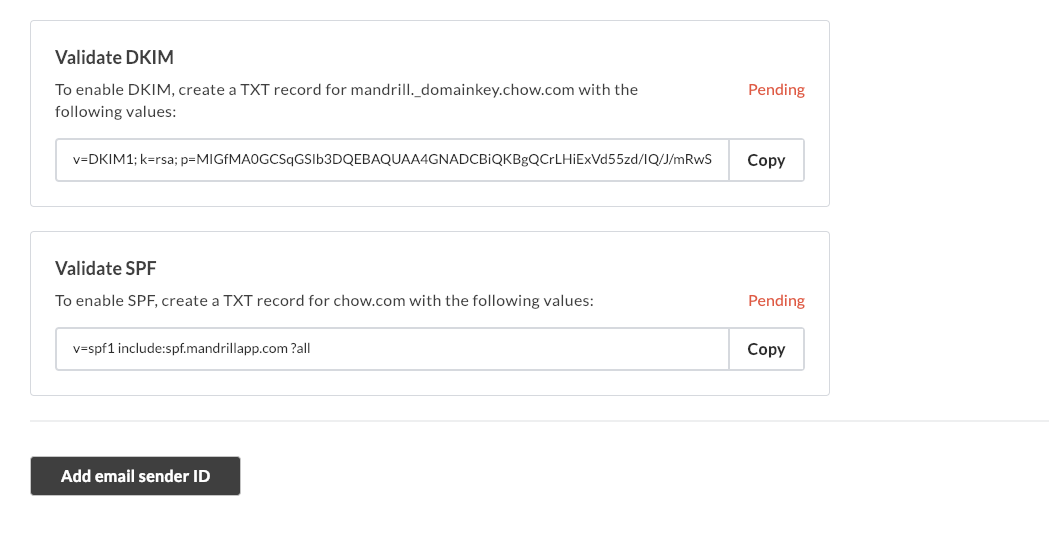 Validate DKIM
To enable DKIM, create a TXT record for mandrill._domainkey.chow.com with the
Pending
following values:
v=DKIM1; k=rsa; p=MIGfMA0GCSqGSIb3DQEBAQUAA4GNADCBiQKBgQCrLHiExVd55zd/IQ/J/mRwS
Copy
Validate SPF
To enable SPF, create a TXT record for chow.com with the following values:
Pending
v=spf1 include:spf.mandrillapp.com ?all
Copy
Add email sender ID